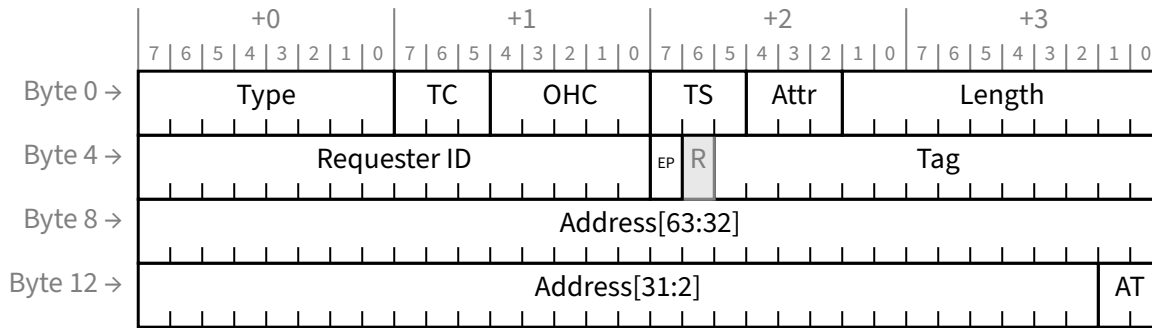 +0 +1 +2 +3
7 6 5 4 3 2 1 0 7 6 5 4 3 2 1 0 7 6 5 4 3 2 1 0 7 6 5 4 3 2 1 0
Byte 0 → Type TC OHC TS Attr Length
Byte 4 → Requester ID EP R Tag
Byte 8 → Address[63:32]
Byte 12 → Address[31:2] AT